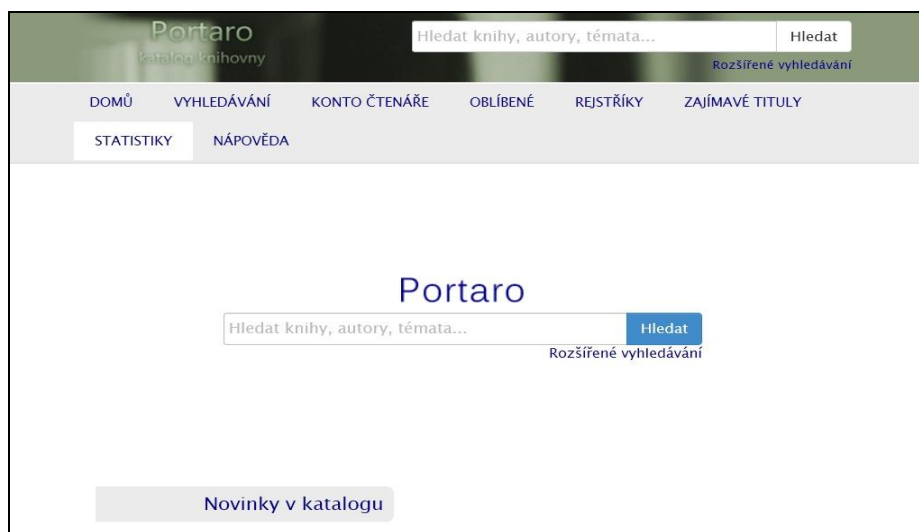 Portaro
katalog knihovny
Hledat knihy, autory, témata...
Hledat
Rozšířené vyhledávání
DOMŮ VYHLEDÁVÁNÍ KONTO ČTENÁŘE OBLÍBENÉ REJSTŘÍKY ZAJÍMAVÉ TITULY
STATISTIKY NÁPOVĚDA
Portaro
Hledat knihy, autory, témata... Hledat
Rozšířené vyhledávání
Novinky v katalogu